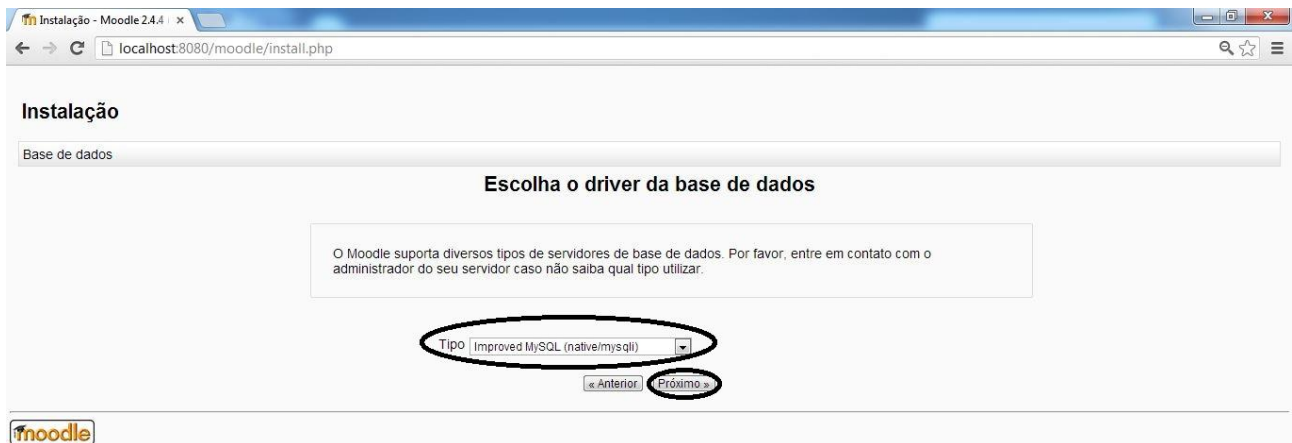 Instalação - Moodle 2.4.4
localhost:8080/moodle/install.php
Instalação
Base de dados
Escolha o driver da base de dados
O Moodle suporta diversos tipos de servidores de base de dados. Por favor, entre em contato com o
administrador do seu servidor caso não saiba qual tipo utilizar.
Tipo Improved MySQL (native/mysqli)
« Anterior Próximo »
moodle